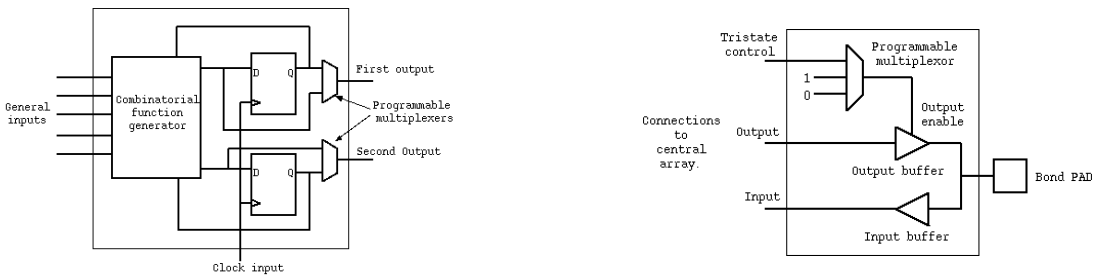 General
inputs
Combinatorial
function
generator
D
Q
First output
Programmable
multiplexers
Second Output
D
Q
Clock input
Tristate
control
Programmable
multiplexor
1
0
Connections
to
central
array.
Output
Output
enable
Output buffer
Input
Input buffer
Bond PAD